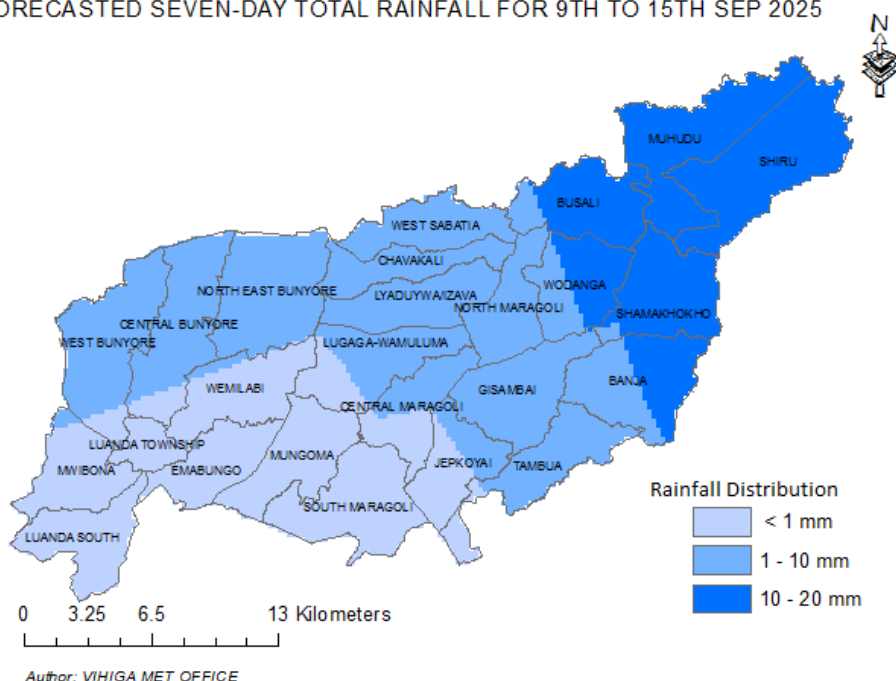 ORECASTED SEVEN-DAY TOTAL RAINFALL FOR 9TH TO 15TH SEP 2025
N
MUHUDU
SHIRU
BUSALI
WEST SABATIA
CHAVAKALI
WODANGA
NORTH EAST BUNYORE
LYADUYWA/IZAVA
NORTH MARAGOLI
SHAMAKHOKHO
CENTRAL BUNYORE
WEST BUNYORE
LUGAGA-WAMULUMA
WEMILABI
GISAMBAI
BANJA
CENTRAL MARAGOLI
LUANDA TOWNSHIP
MUNGOMA
JEPKOYAI
TAMBUA
MWIBONA
EMABUNGO
SOUTH MARAGOLI
LUANDA SOUTH
Rainfall Distribution
< 1 mm
1 - 10 mm
10 - 20 mm
0 3.25 6.5 13 Kilometers
Author: VIHIGA MET OFFICE